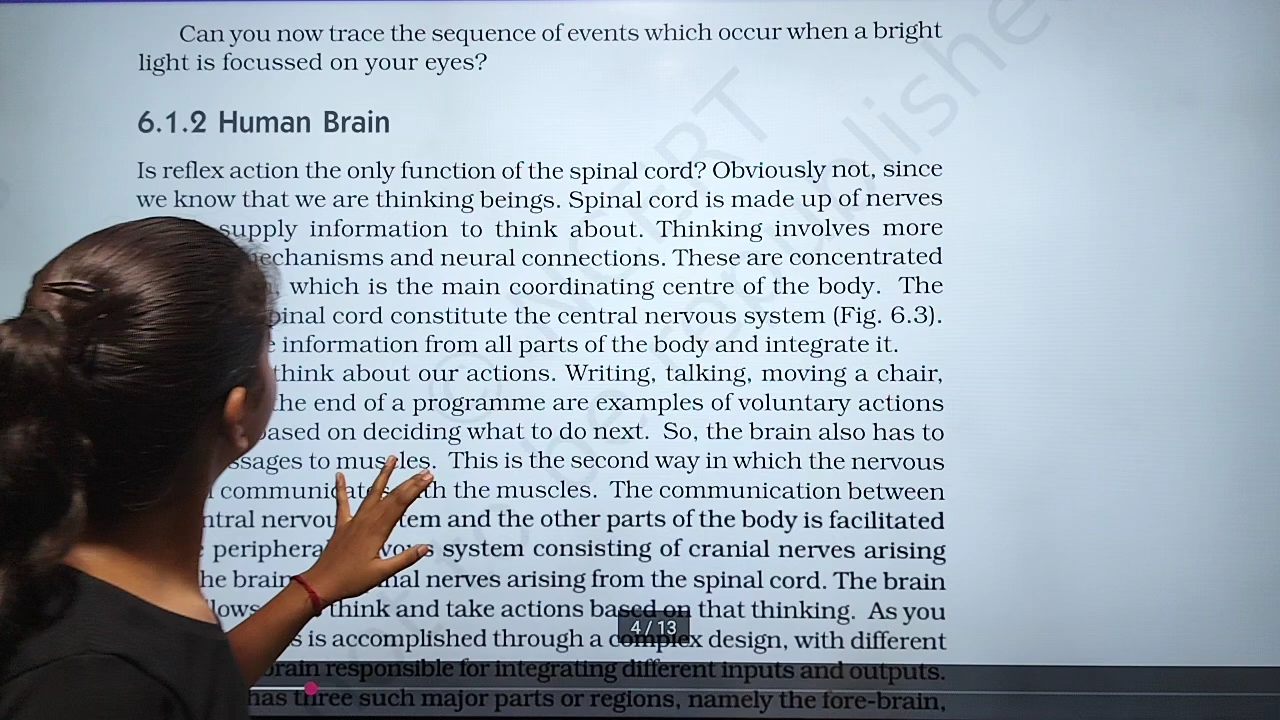 Can you now trace the sequence of events which occur when a bright
light is focussed on your eyes?
6.1.2 Human Brain
Is reflex action the only function of the spinal cord? Obviously not, since
we know that we are thinking beings. Spinal cord is made up of nerves
supply information to think about. Thinking involves more
mechanisms and neural connections. These are concentrated
which is the main coordinating centre of the body. The
spinal cord constitute the central nervous system (Fig. 6.3).
information from all parts of the body and integrate it.
think about our actions. Writing, talking, moving a chair,
the end of a programme are examples of voluntary actions
based on deciding what to do next. So, the brain also has to
messages to muscles. This is the second way in which the nervous
communicates with the muscles. The communication between
central nervous system and the other parts of the body is facilitated
peripheral nervous system consisting of cranial nerves arising
the brain nerves arising from the spinal cord. The brain
think and take actions based on that thinking. As you
is accomplished through a complex design, with different
brain responsible for integrating different inputs and outputs.
has three such major parts or regions, namely the fore-brain,
4/13
© NCERT
be republishe